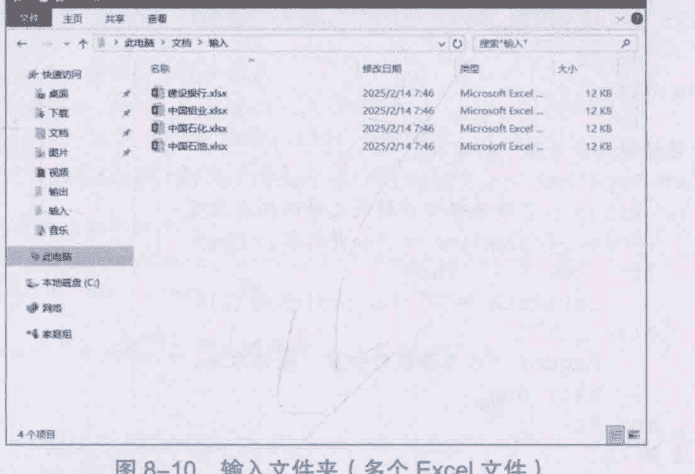 文件 主页 共享 查看
此电脑 > 文档 > 输入 搜索"输入"
名称 修改日期 类型 大小
快速访问
桌面
下载
文档
图片
视频
输出
输入
音乐
此电脑
本地磁盘 (C:)
网络
家庭组
建设银行.xlsx 2025/2/14 7:46 Microsoft Excel ... 12 KB
中国铝业.xlsx 2025/2/14 7:46 Microsoft Excel ... 12 KB
中国石化.xlsx 2025/2/14 7:46 Microsoft Excel ... 12 KB
中国石油.xlsx 2025/2/14 7:46 Microsoft Excel ... 12 KB
4 个项目
图 8-10 输入文件夹（多个 Excel 文件）